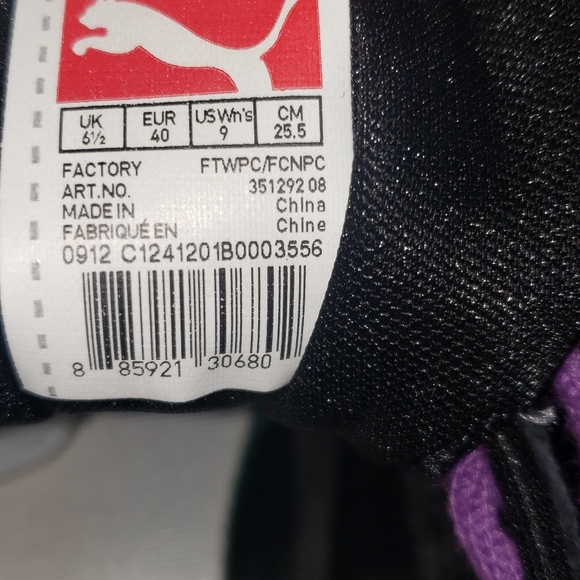 UK EUR US Wn's CM
6½ 40 9 25.5
FACTORY FTWPC/FCNPC
ART.NO. 351292 08
MADE IN China
FABRIQUÉ EN Chine
0912 C1241201B0003556
8 85921 30680